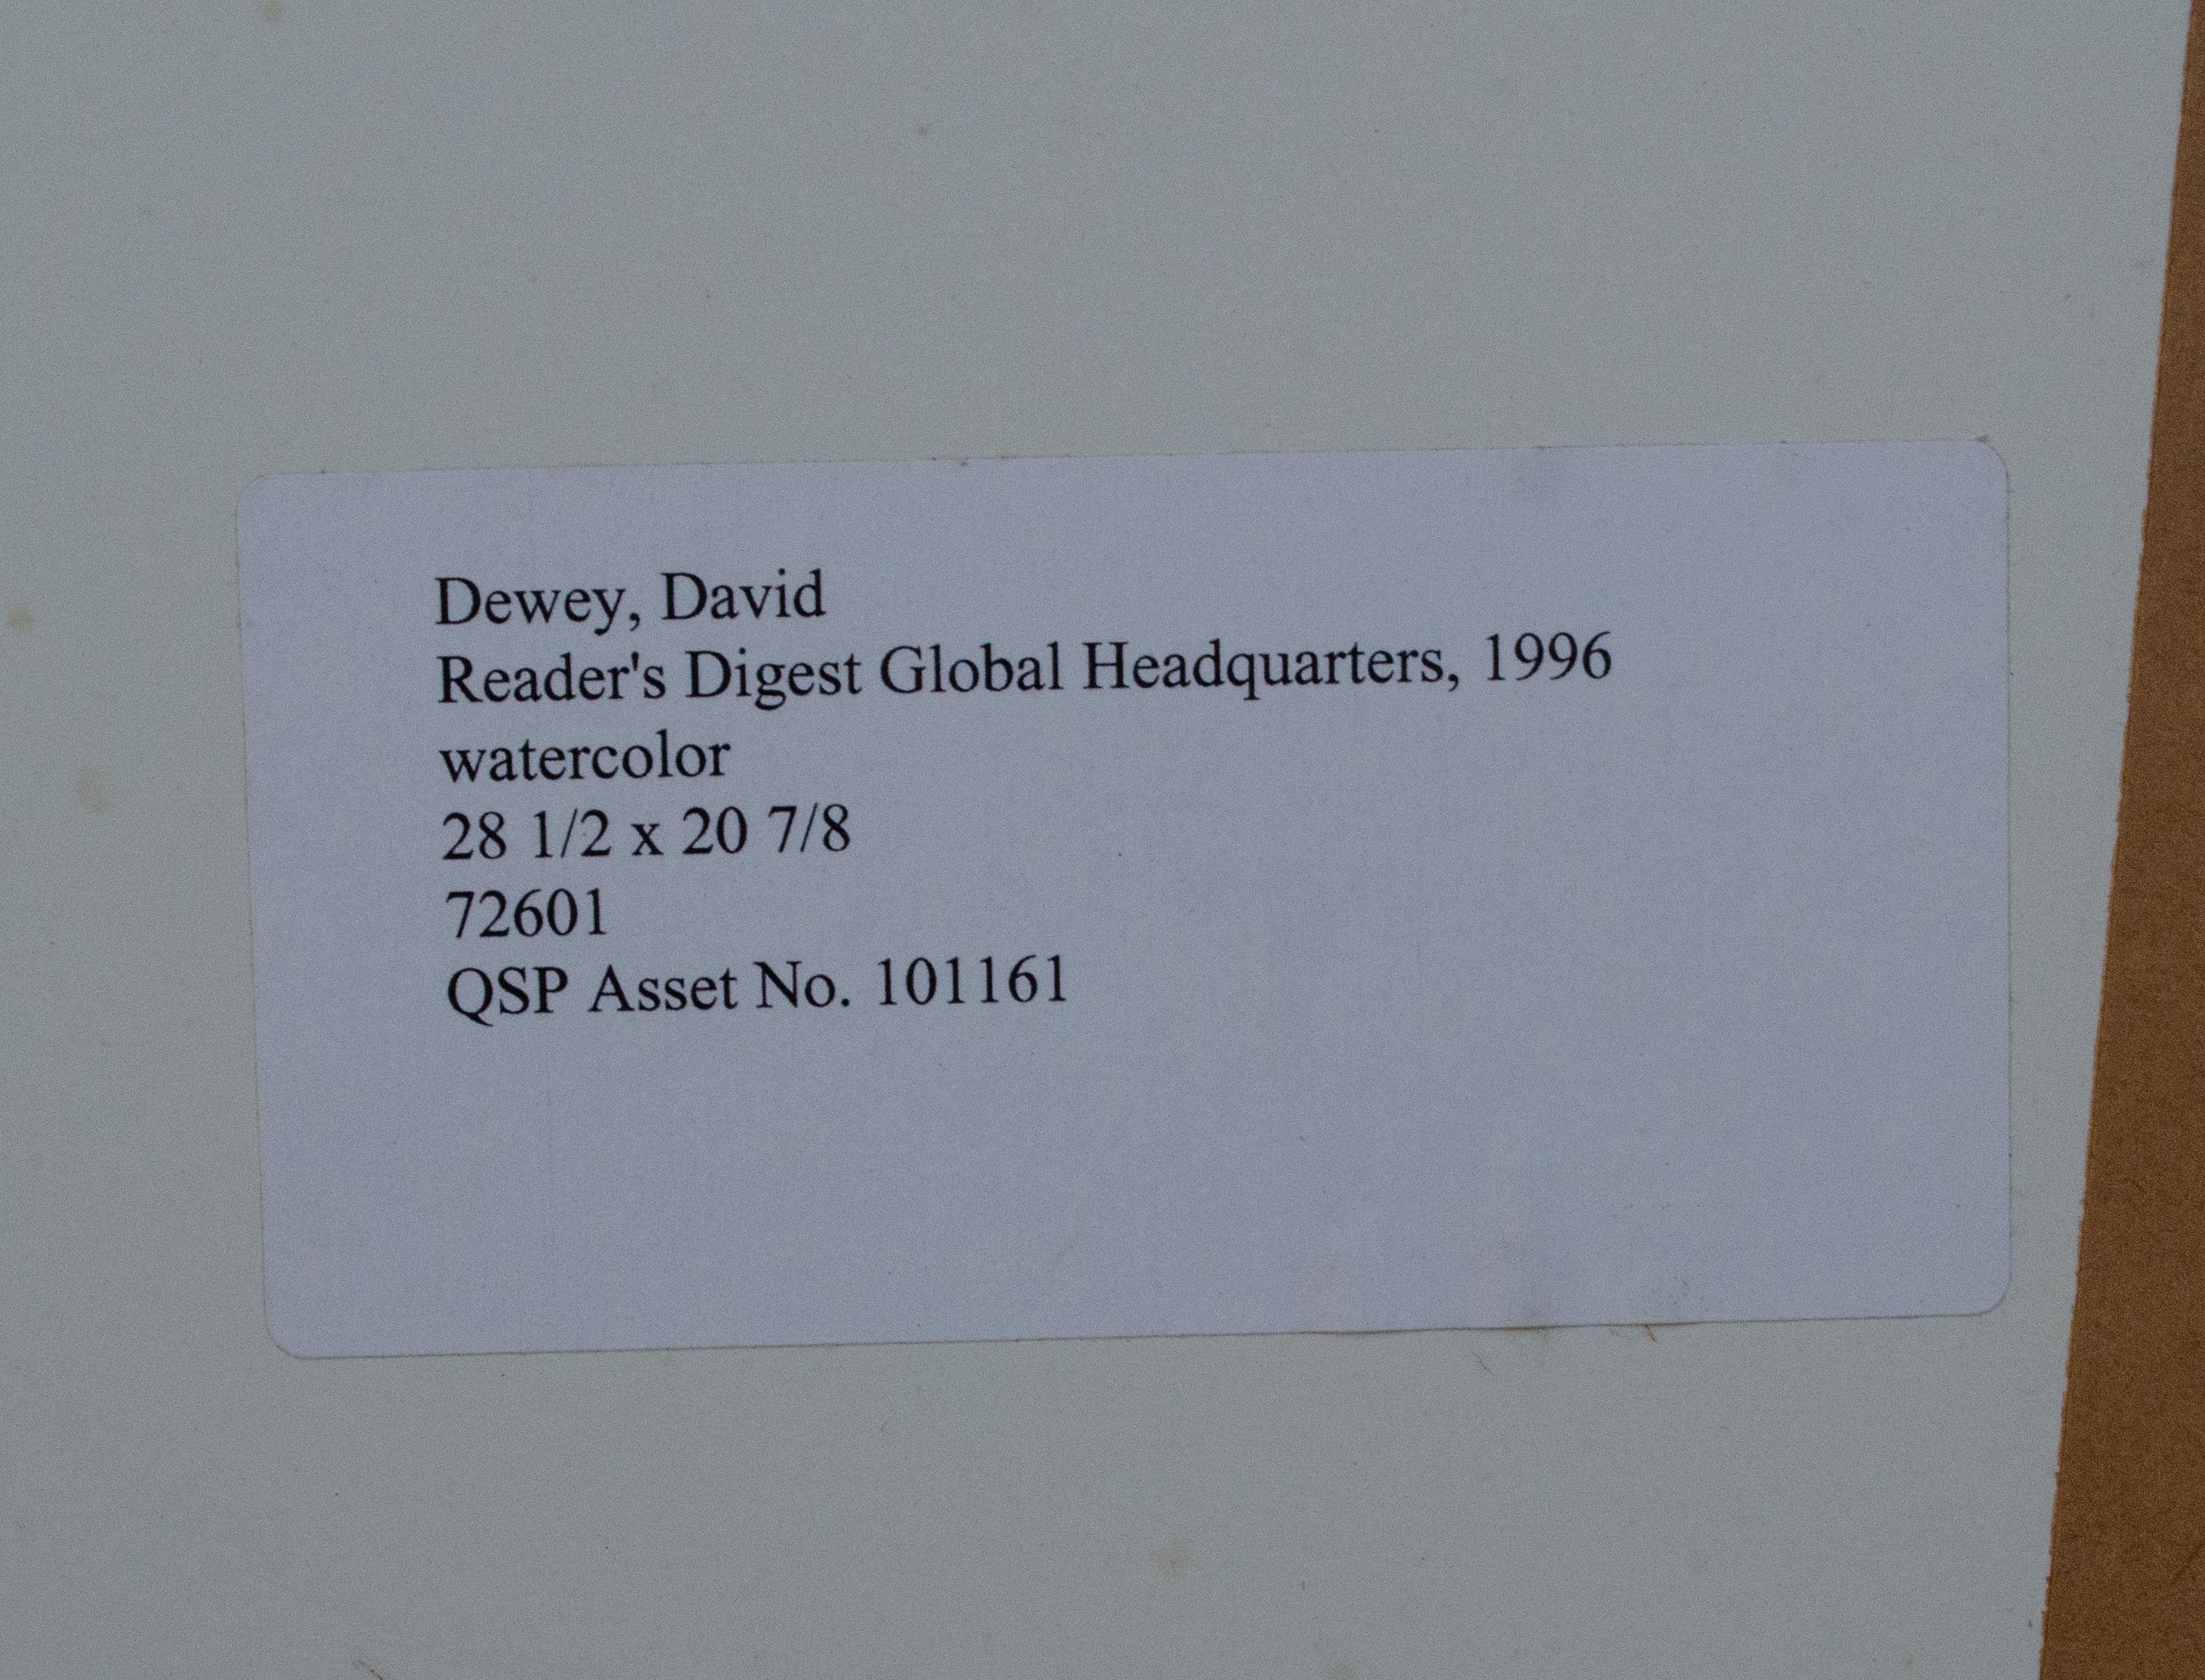 Dewey, David
Reader's Digest Global Headquarters, 1996
watercolor
28 1/2 x 20 7/8
72601
QSP Asset No. 101161